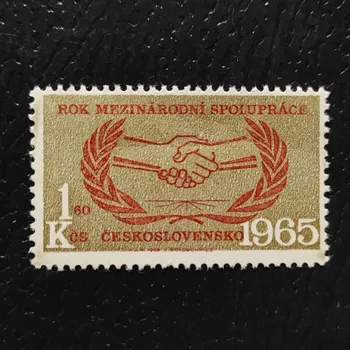 ROK MEZINÁRODNÍ SPOLUPRÁCE
1 60
KČS ČESKOSLOVENSKO 1965